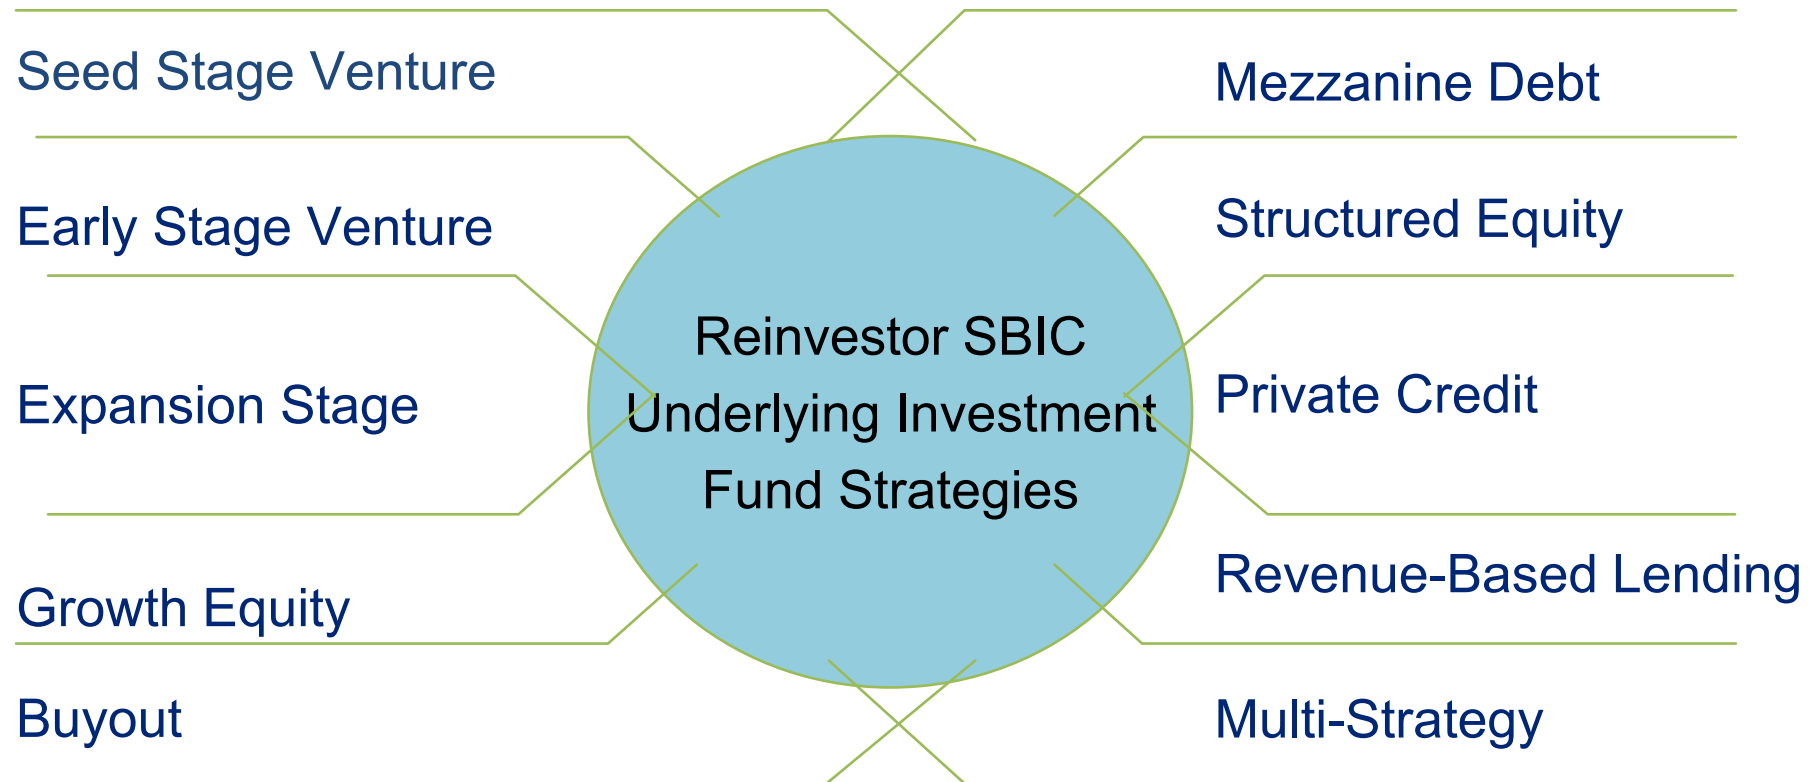 Seed Stage Venture
Early Stage Venture
Expansion Stage
Growth Equity
Buyout
Reinvestor SBIC
Underlying Investment
Fund Strategies
Mezzanine Debt
Structured Equity
Private Credit
Revenue-Based Lending
Multi-Strategy